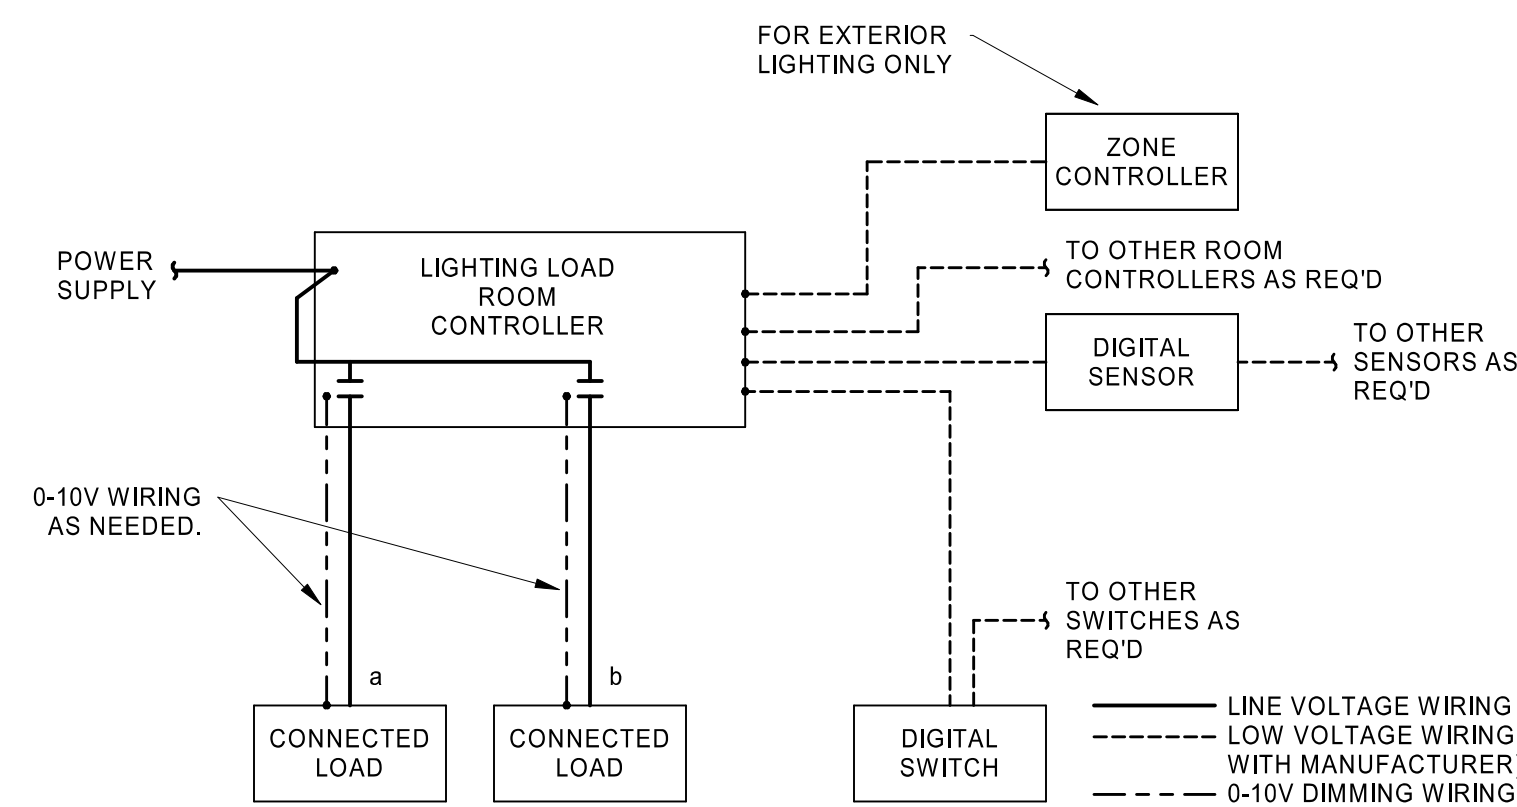 FOR EXTERIOR
LIGHTING ONLY
ZONE
CONTROLLER
POWER
SUPPLY
LIGHTING LOAD
ROOM
CONTROLLER
TO OTHER ROOM
CONTROLLERS AS REQ'D
DIGITAL
SENSOR
TO OTHER
SENSORS AS
REQ'D
0-10V WIRING
AS NEEDED.
TO OTHER
SWITCHES AS
REQ'D
a
b
CONNECTED
LOAD
CONNECTED
LOAD
DIGITAL
SWITCH
LINE VOLTAGE WIRING
LOW VOLTAGE WIRING
WITH MANUFACTURER)
0-10V DIMMING WIRING